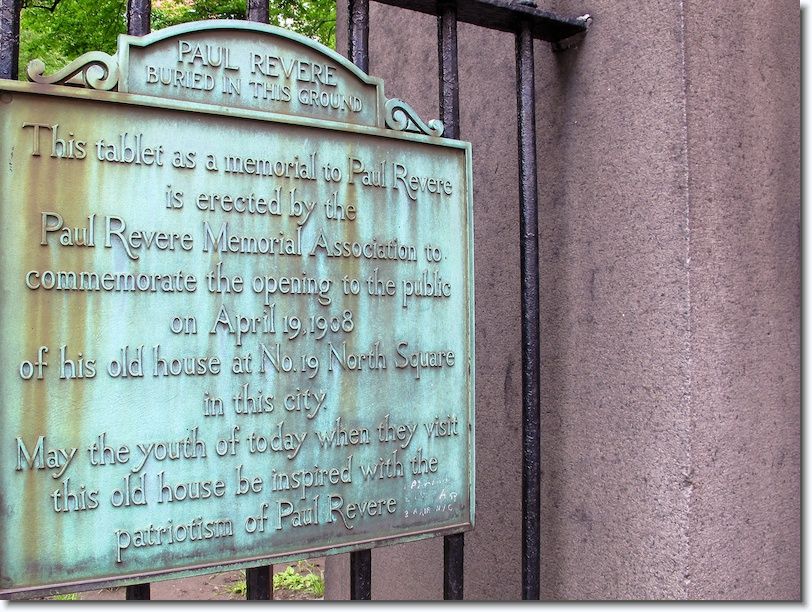 PAUL REVERE
BURIED IN THIS GROUND
This tablet as a memorial to Paul Revere
is erected by the
Paul Revere Memorial Association to
commemorate the opening to the public
on April 19, 1908
of his old house at No. 19 North Square
in this city.
May the youth of today when they visit
this old house be inspired with the
patriotism of Paul Revere